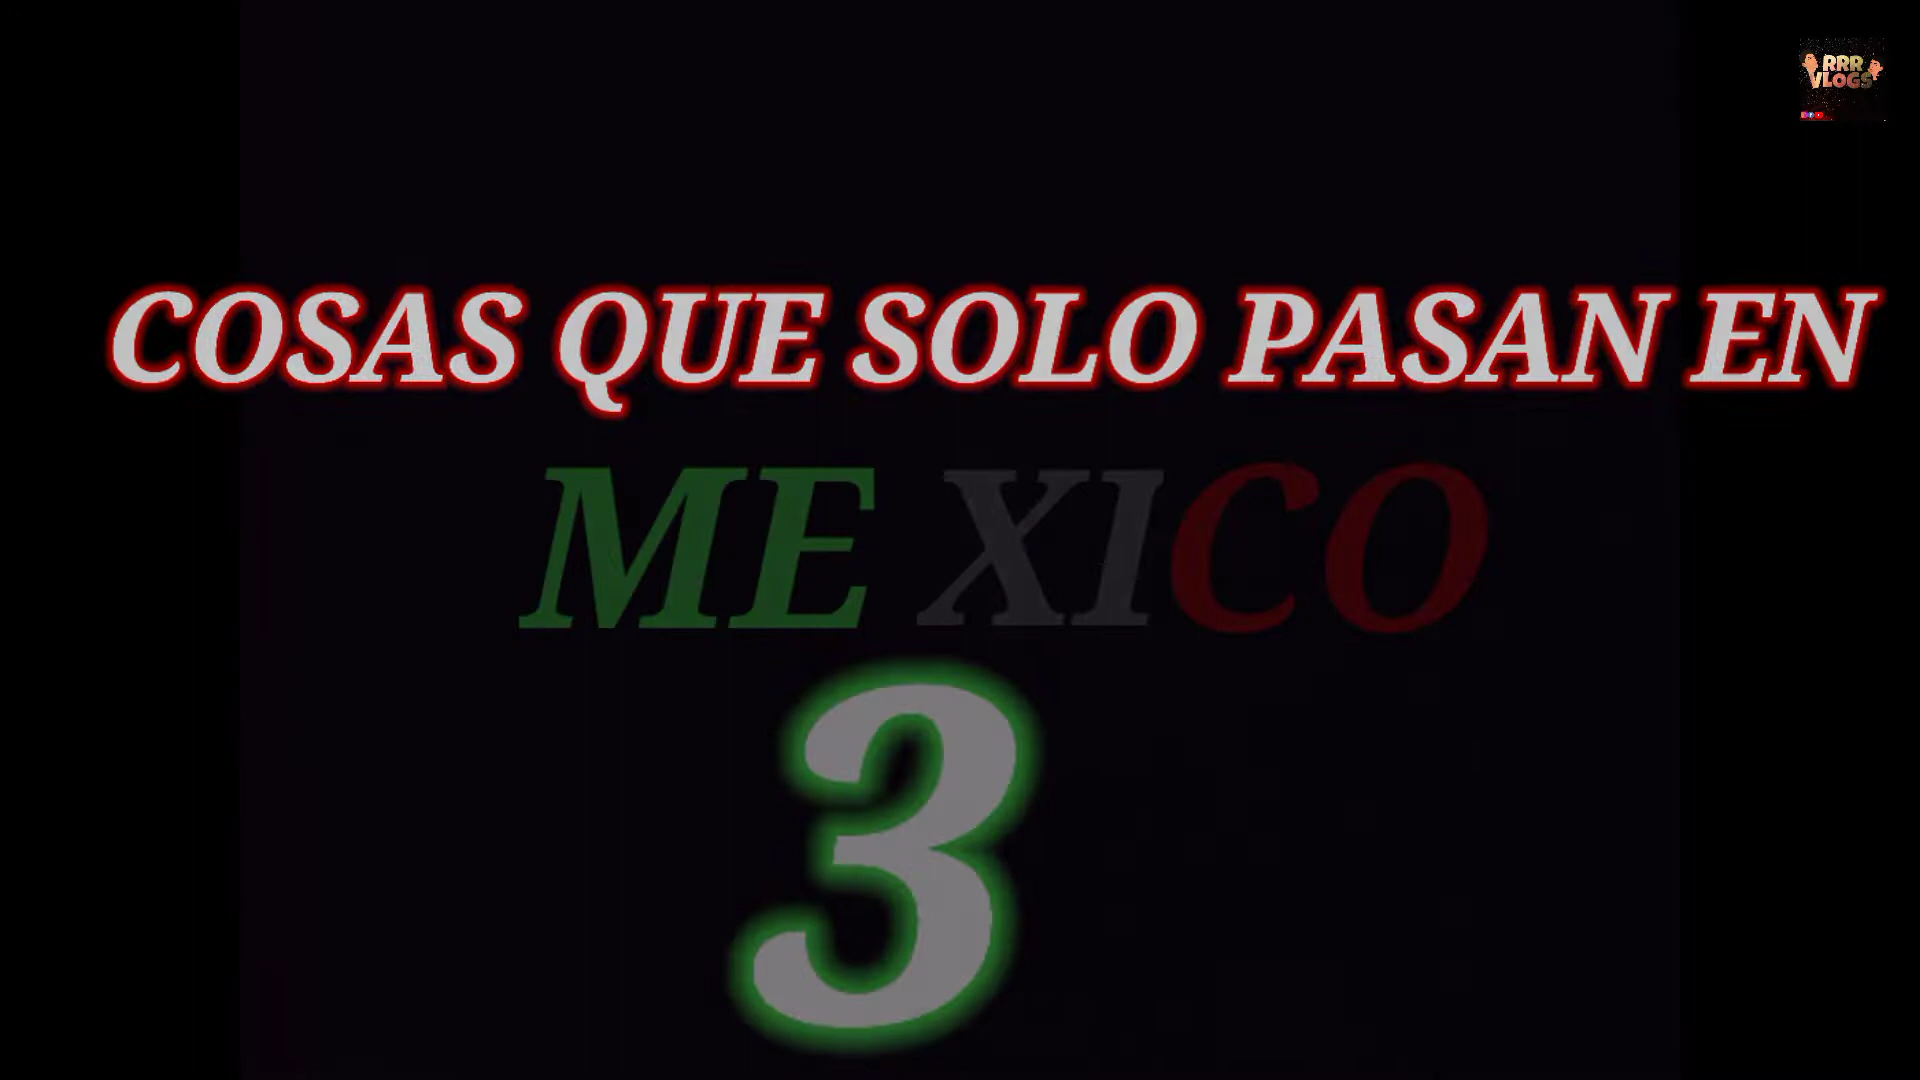 RRR
VLOGS
COSAS QUE SOLO PASAN EN
ME XICO
3